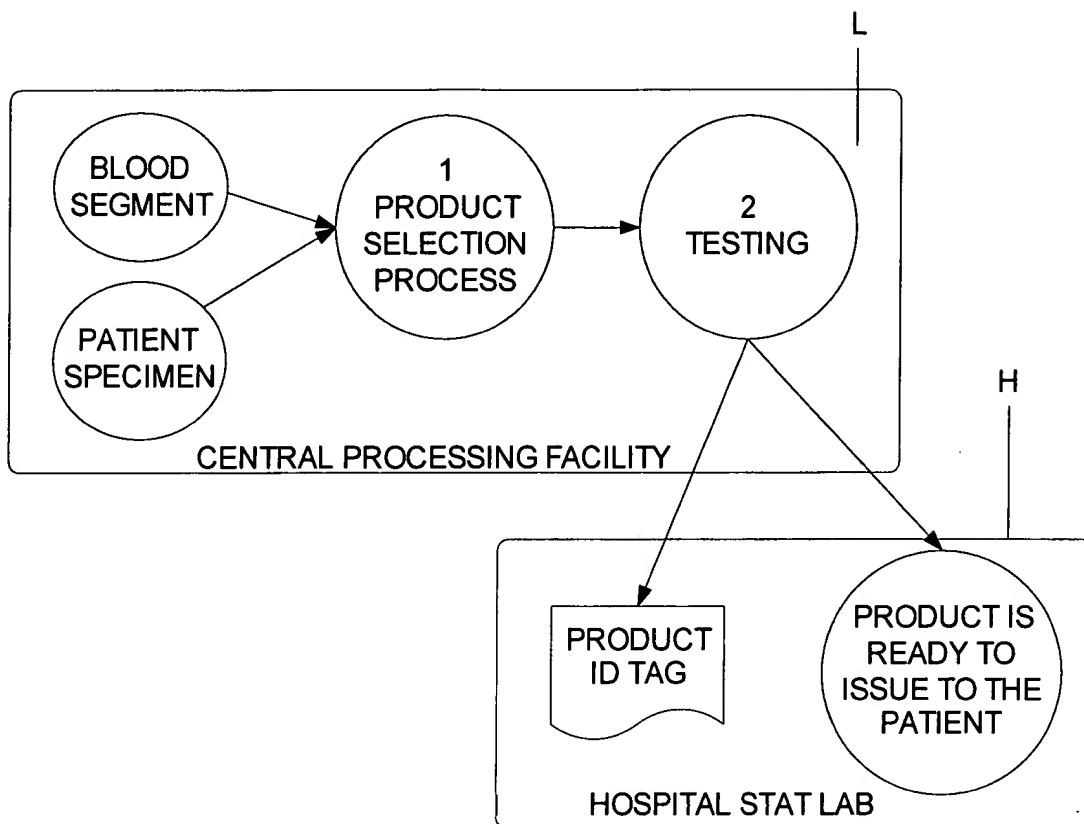 L
BLOOD
SEGMENT
1
PRODUCT
SELECTION
PROCESS
2
TESTING
PATIENT
SPECIMEN
CENTRAL PROCESSING FACILITY
H
PRODUCT
ID TAG
PRODUCT IS
READY TO
ISSUE TO THE
PATIENT
HOSPITAL STAT LAB